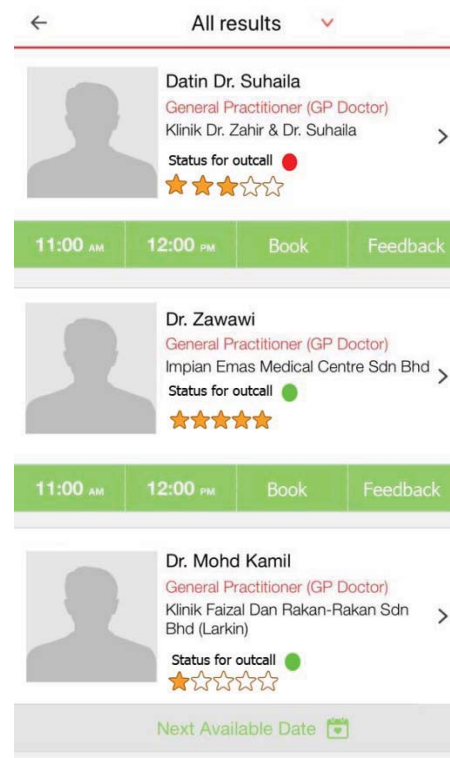 All results
Datin Dr. Suhaila
General Practitioner (GP Doctor)
Klinik Dr. Zahir & Dr. Suhaila
Status for outcall
11:00 AM 12:00 PM Book Feedback
Dr. Zawawi
General Practitioner (GP Doctor)
Impian Emas Medical Centre Sdn Bhd
Status for outcall
11:00 AM 12:00 PM Book Feedback
Dr. Mohd Kamil
General Practitioner (GP Doctor)
Klinik Faizal Dan Rakan-Rakan Sdn
Bhd (Larkin)
Status for outcall
Next Available Date